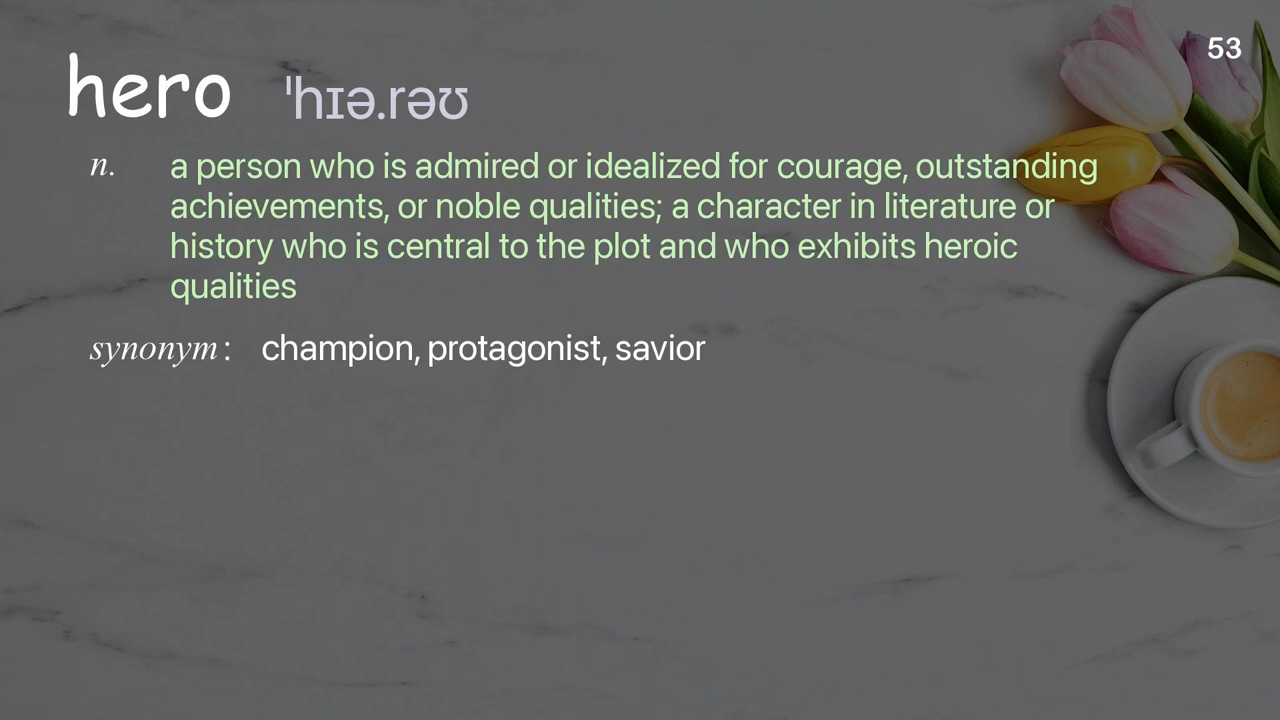 53
hero ˈhɪə.rəʊ
n. a person who is admired or idealized for courage, outstanding
achievements, or noble qualities; a character in literature or
history who is central to the plot and who exhibits heroic
qualities
synonym: champion, protagonist, savior